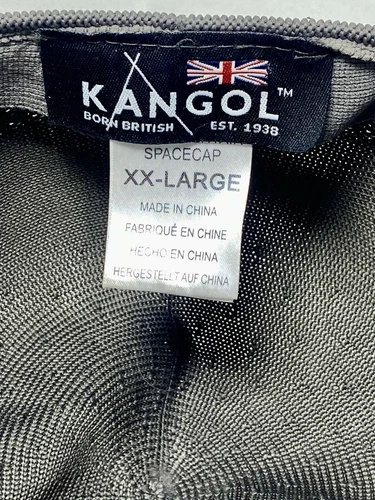 KANGOL™
BORN BRITISH EST. 1938
SPACECAP
XX-LARGE
MADE IN CHINA
FABRIQUÉ EN CHINE
HECHO EN CHINA
HERGESTELLT AUF CHINA